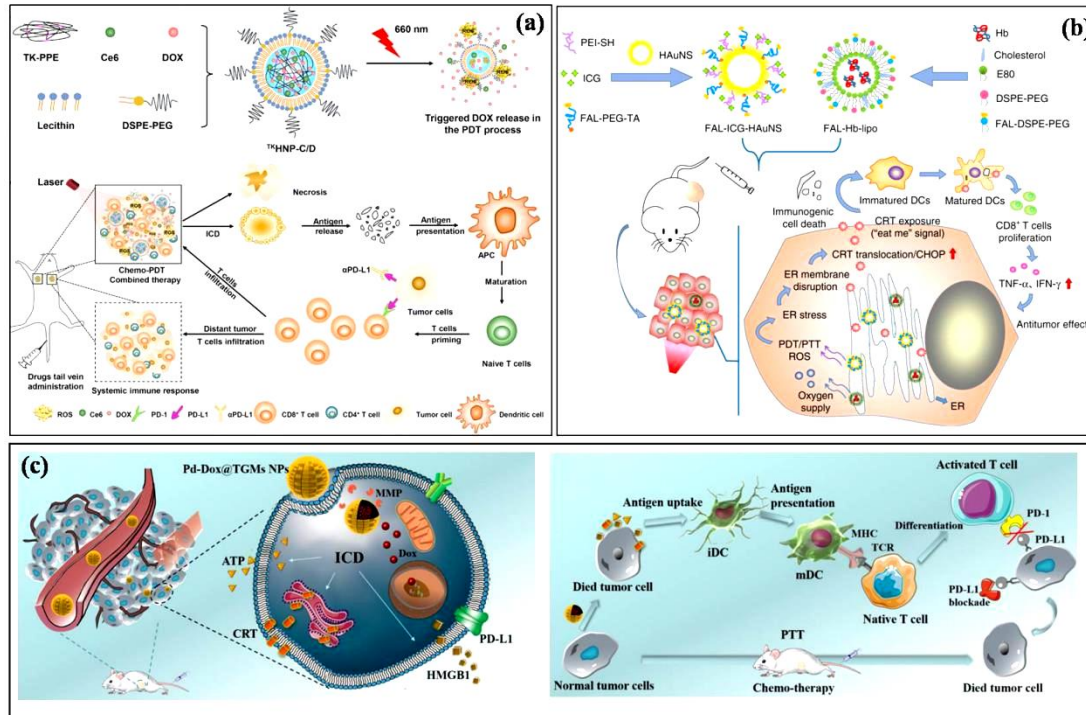 (a)
660 nm
TK-PPE
Ce6
DOX
Lecithin
DSPE-PEG
TKHNP-C/D
ROS
Triggered DOX release in
the PDT process
Laser
ROS
Chemo-PDT
Combined therapy
Necrosis
ICD
Antigen
release
Antigen
presentation
APC
Maturation
T cells
infiltration
αPD-L1
Tumor cells
Distant tumor
T cells infiltration
T cells
priming
Naive T cells
Drugs tail vein
administration
Systemic immune response
ROS
Ce6
DOX
PD-1
PD-L1
αPD-L1
CD8+ T cell
CD4+ T cell
Tumor cell
Dendritic cell
(b)
PEI-SH
HAuNS
ICG
FAL-PEG-TA
FAL-ICG-HAuNS
FAL-Hb-lipo
Hb
Cholesterol
E80
DSPE-PEG
FAL-DSPE-PEG
Immunogenic
cell death
Immatured DCs
Matured DCs
CRT exposure
("eat me" signal)
CD8+ T cells
proliferation
CRT translocation/CHOP
ER membrane
disruption
TNF-α, IFN-γ
ER stress
Antitumor effect
PDT/PTT
ROS
Oxygen
supply
ER
(c)
Pd-Dox@TGMs NPs
MMP
ATP
Dox
ICD
CRT
PD-L1
HMGB1
Activated T cell
Antigen uptake
Antigen
presentation
PD-1
iDC
MHC
Differentiation
TCR
PD-L1
mDC
Died tumor cell
PD-L1
blockade
Native T cell
PTT
Normal tumor cells
Chemo-therapy
Died tumor cell